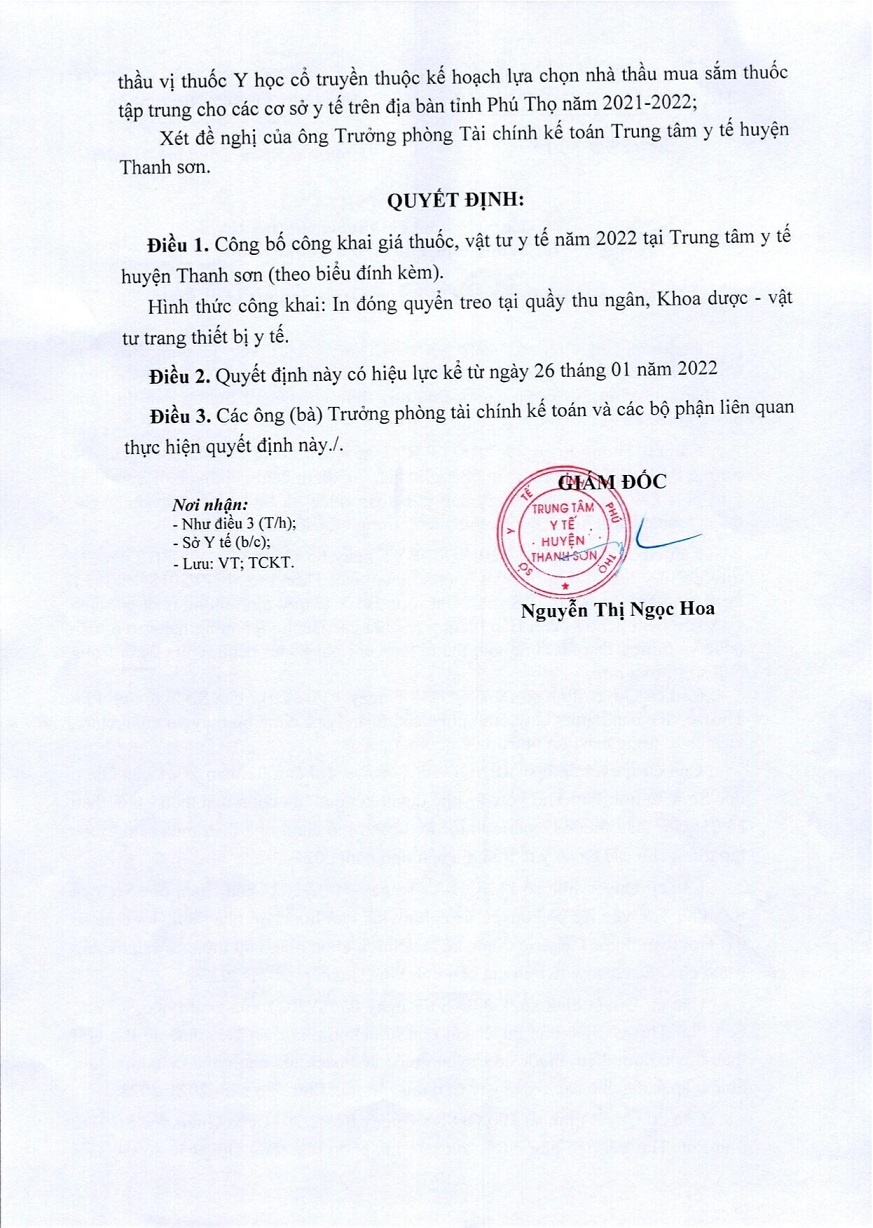 thầu vị thuốc Y học cổ truyền thuộc kế hoạch lựa chọn nhà thầu mua sắm thuốc
tập trung cho các cơ sở y tế trên địa bàn tỉnh Phú Thọ năm 2021-2022;
Xét đề nghị của ông Trưởng phòng Tài chính kế toán Trung tâm y tế huyện
Thanh sơn.
QUYẾT ĐỊNH:
Điều 1. Công bố công khai giá thuốc, vật tư y tế năm 2022 tại Trung tâm y tế
huyện Thanh sơn (theo biểu đính kèm).
Hình thức công khai: In đóng quyển treo tại quầy thu ngân, Khoa dược - vật
tư trang thiết bị y tế.
Điều 2. Quyết định này có hiệu lực kể từ ngày 26 tháng 01 năm 2022
Điều 3. Các ông (bà) Trưởng phòng tài chính kế toán và các bộ phận liên quan
thực hiện quyết định này./.
Nơi nhận:
- Như điều 3 (T/h);
- Sở Y tế (b/c);
- Lưu: VT; TCKT.
GIÁM ĐỐC
SỞ Y TẾ TỈNH PHÚ THỌ
TRUNG TÂM
Y TẾ
HUYỆN
THANH SƠN
Nguyễn Thị Ngọc Hoa